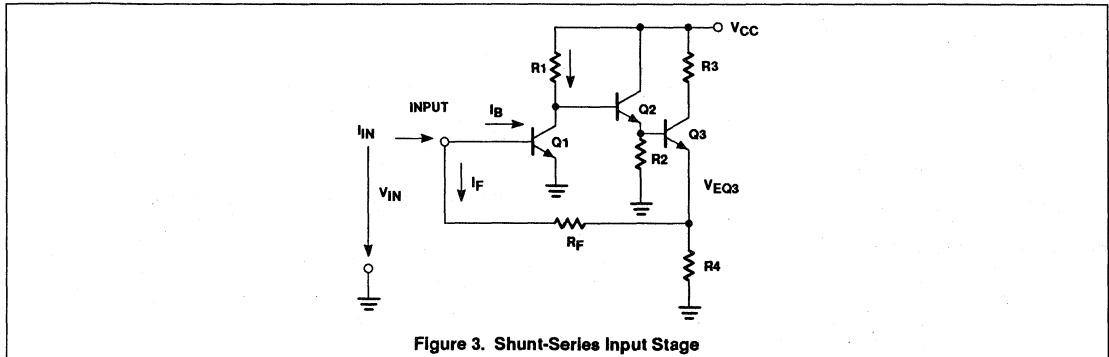 VCC
R1
R3
INPUT
IB
Q2
IIN
Q1
Q3
R2
IF
VIN
VEQ3
RF
R4
Figure 3. Shunt-Series Input Stage